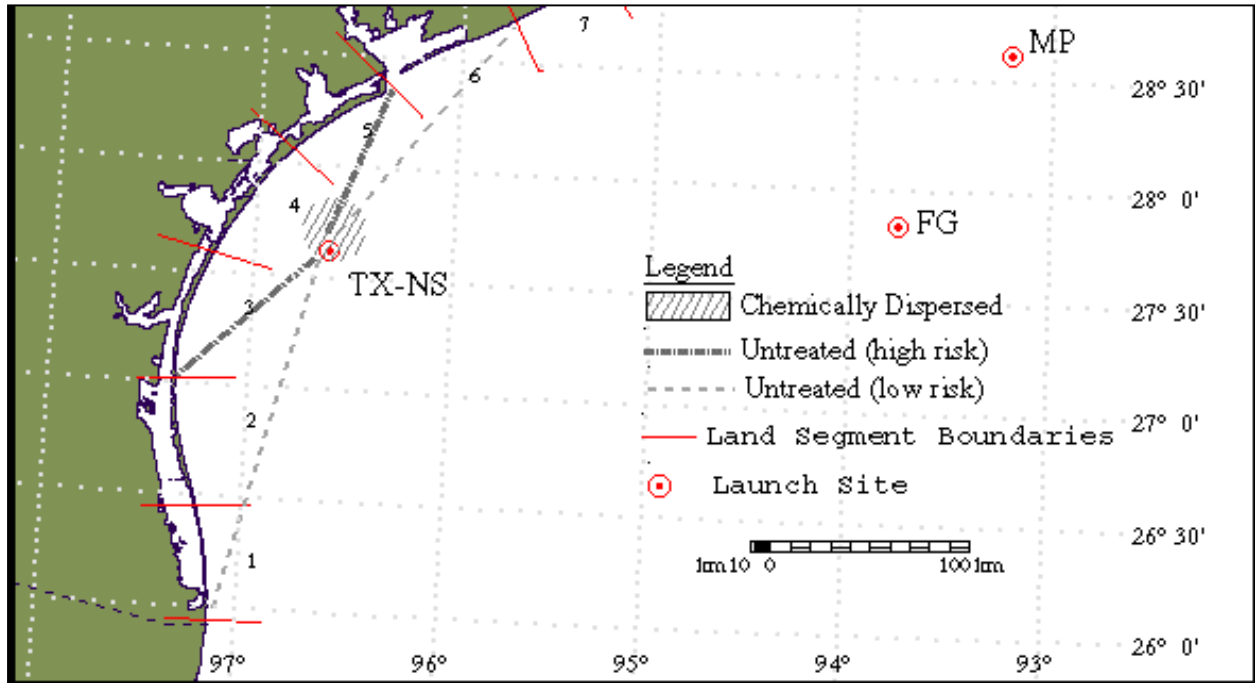 7
MP
6
28° 30'
5
4
28° 0'
FG
TX-NS
Legend
Chemically Dispersed
3
27° 30'
Untreated (high risk)
Untreated (low risk)
2
27° 0'
Land Segment Boundaries
Launch Site
26° 30'
1
km 10 0 100 km
26° 0'
97° 96° 95° 94° 93°